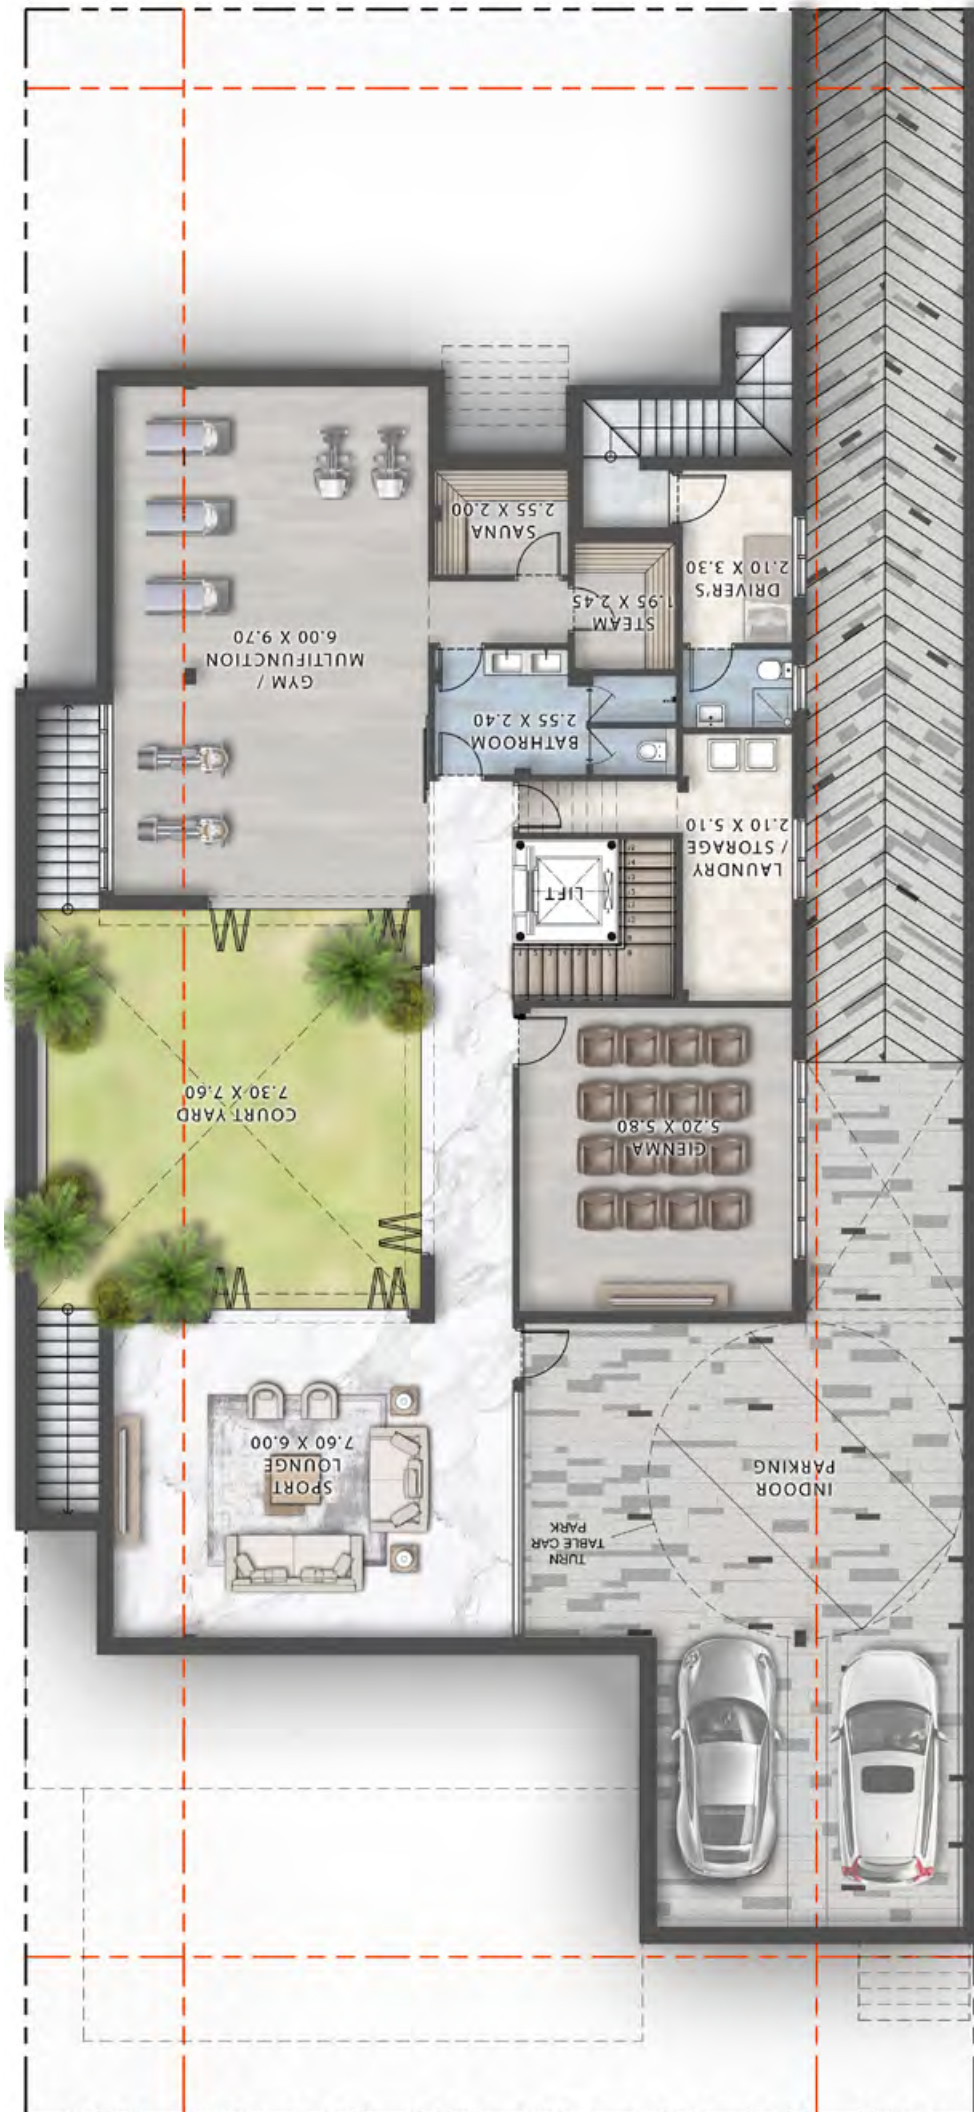 TURN
TABLE CAR
PARK
INDOOR
PARKING
SPORT
LOUNGE
7.60 X 6.00
GIENMA
5.20 X 5.80
COURT YARD
7.30 X 7.60
LIFT
LAUNDRY
/ STORAGE
2.10 X 5.10
BATHROOM
2.55 X 2.40
GYM /
MULTIFUNCTION
6.00 X 9.70
STEAM
1.95 X 2.45
DRIVER'S
2.10 X 3.30
SAUNA
2.55 X 2.00